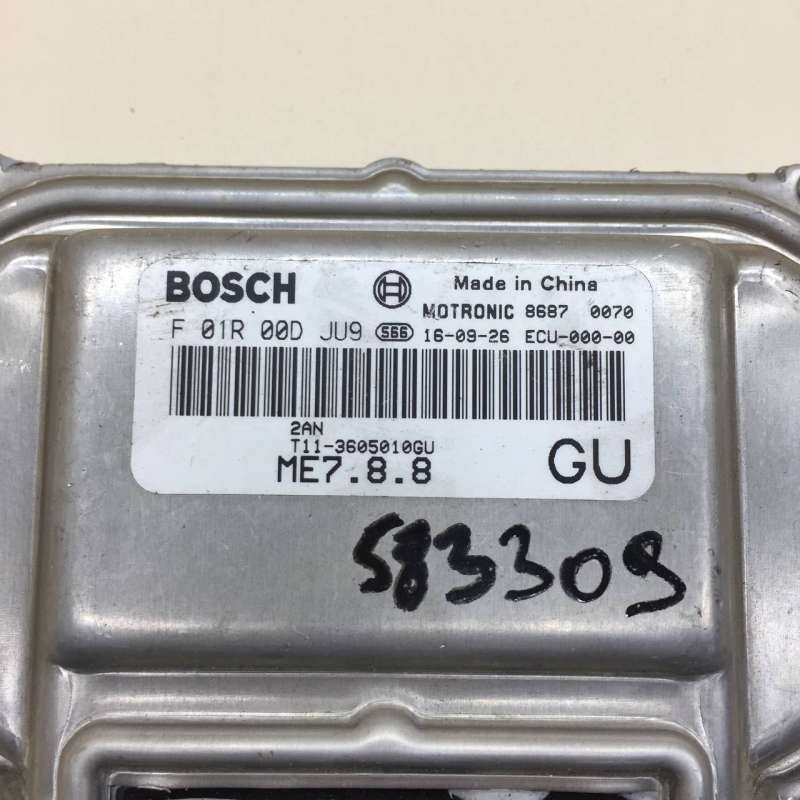 BOSCH Made in China
MOTRONIC 8687 0070
F 01R 00D JU9 S66 16-09-26 ECU-000-00
2AN
T11-3605010GU
ME7.8.8 GU
583309